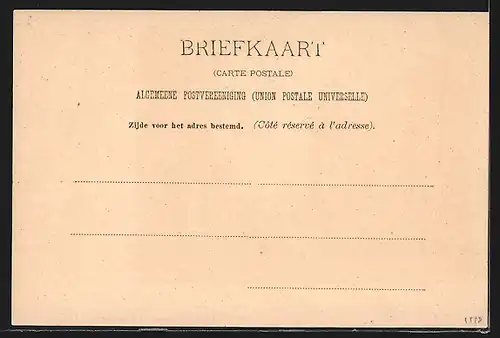 BRIEFKAART
(CARTE POSTALE)
ALGEMEENE POSTVEREENIGING (UNION POSTALE UNIVERSELLE)
Zijde voor het adres bestemd. (Côté réservé à l'adresse).